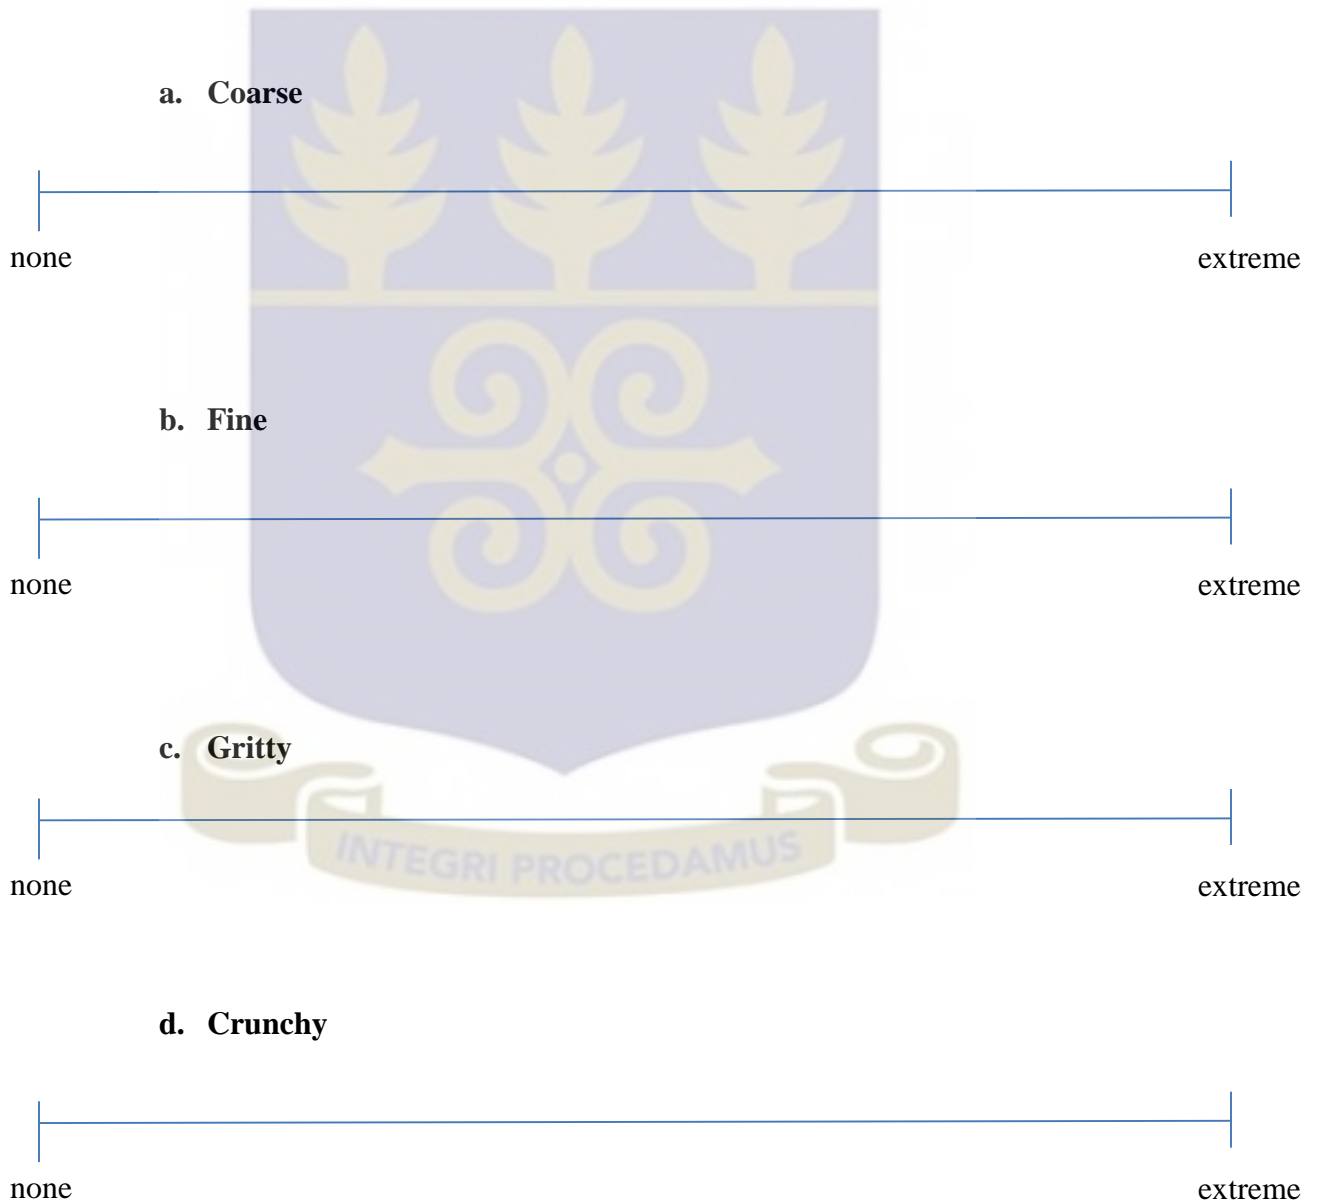 a. Coarse
none extreme
b. Fine
none extreme
c. Gritty
INTEGRI PROCEDAMUS
none extreme
d. Crunchy
none extreme